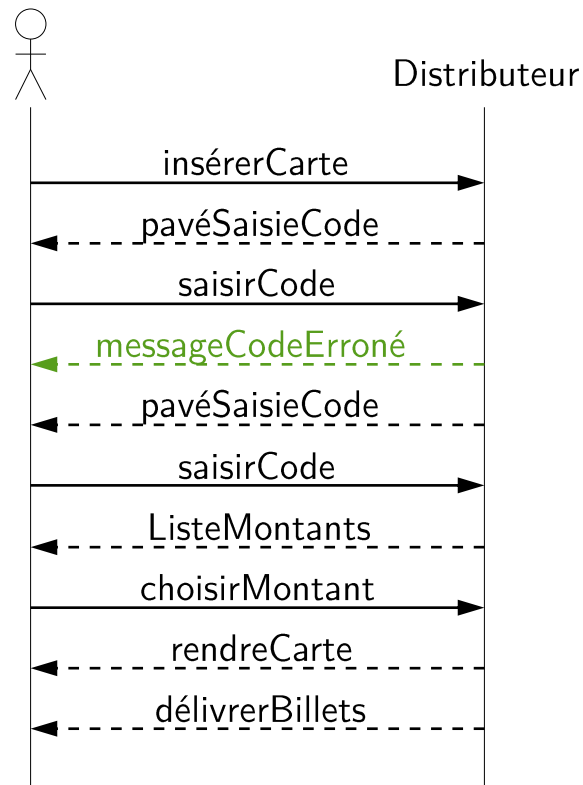 Distributeur
insérerCarte
pavéSaisieCode
saisirCode
messageCodeErroné
pavéSaisieCode
saisirCode
ListeMontants
choisirMontant
rendreCarte
délivrerBillets